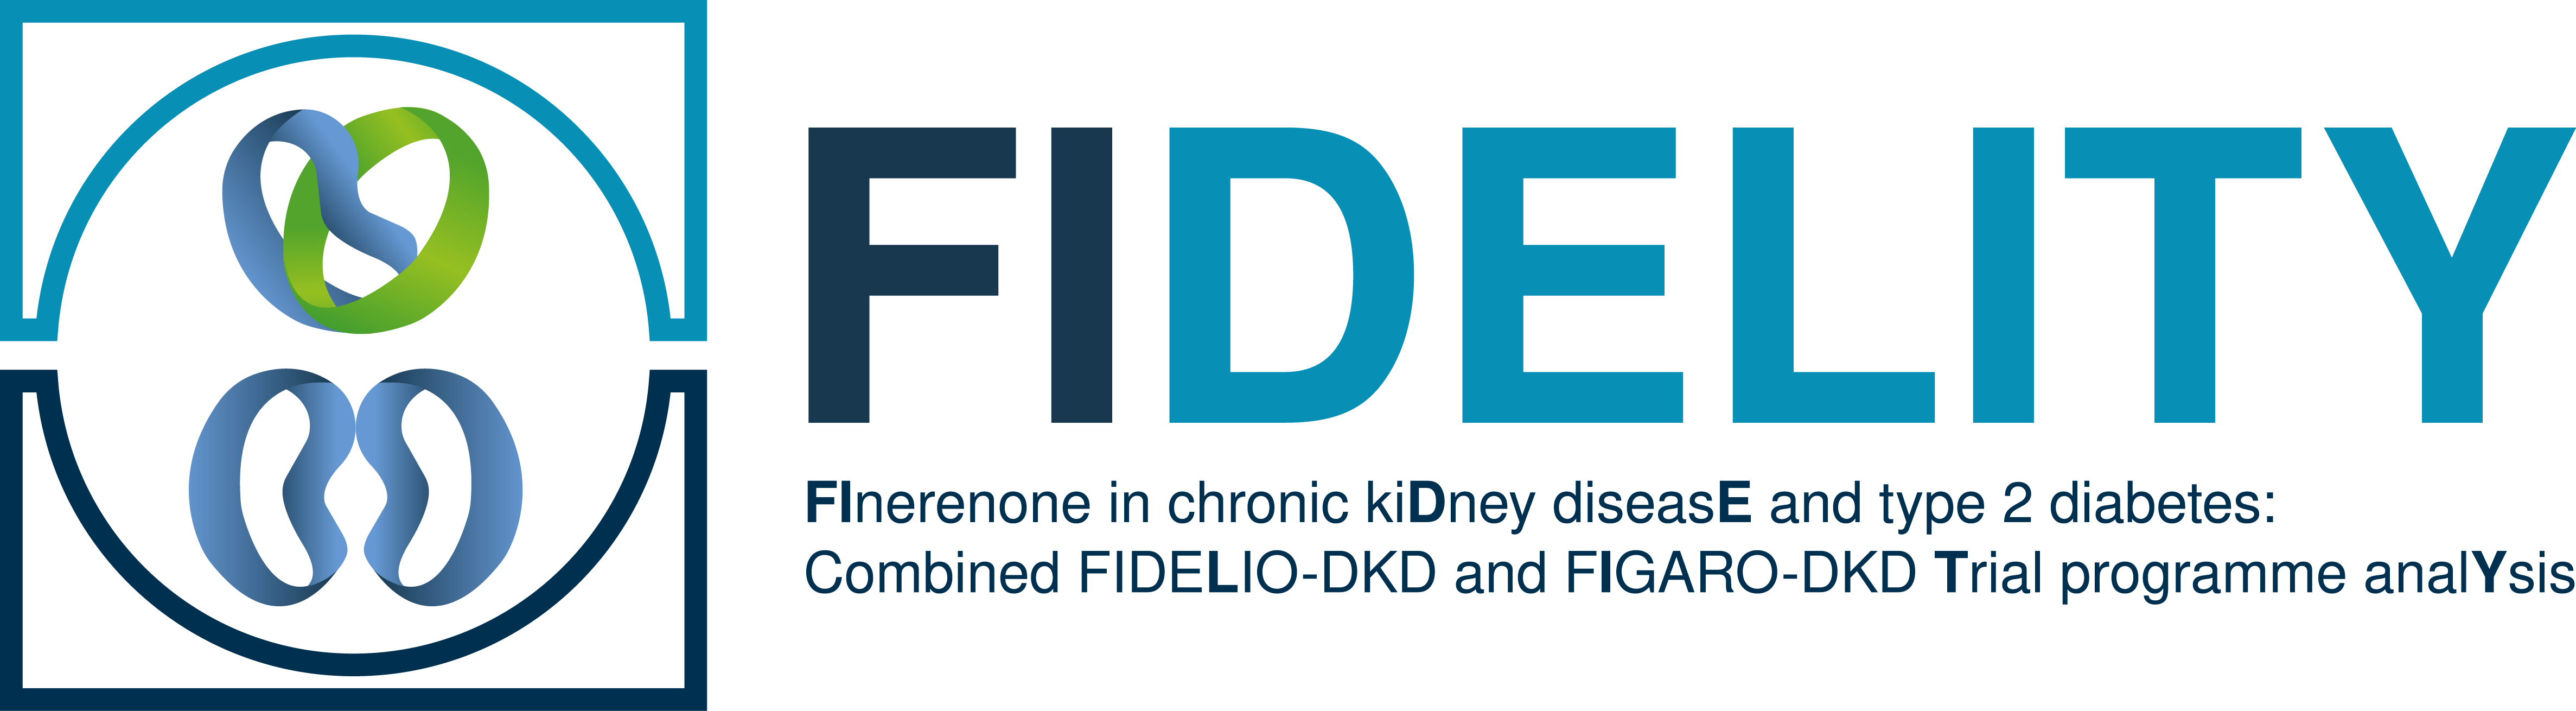 FIDELITY
FInerenone in chronic kiDney diseasE and type 2 diabetes:
Combined FIDELIO-DKD and FIGARO-DKD Trial programme analYsis